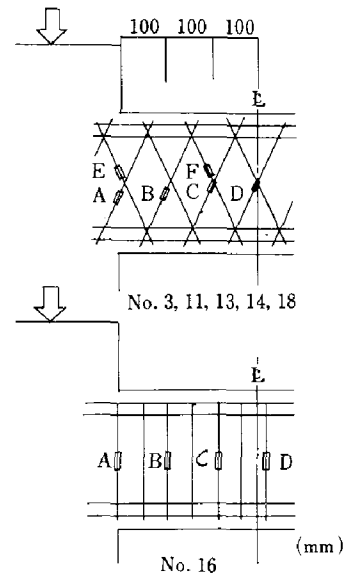 100 100 100
E
E F
A B C D
No. 3, 11, 13, 14, 18
E
A B C D
(mm)
No. 16